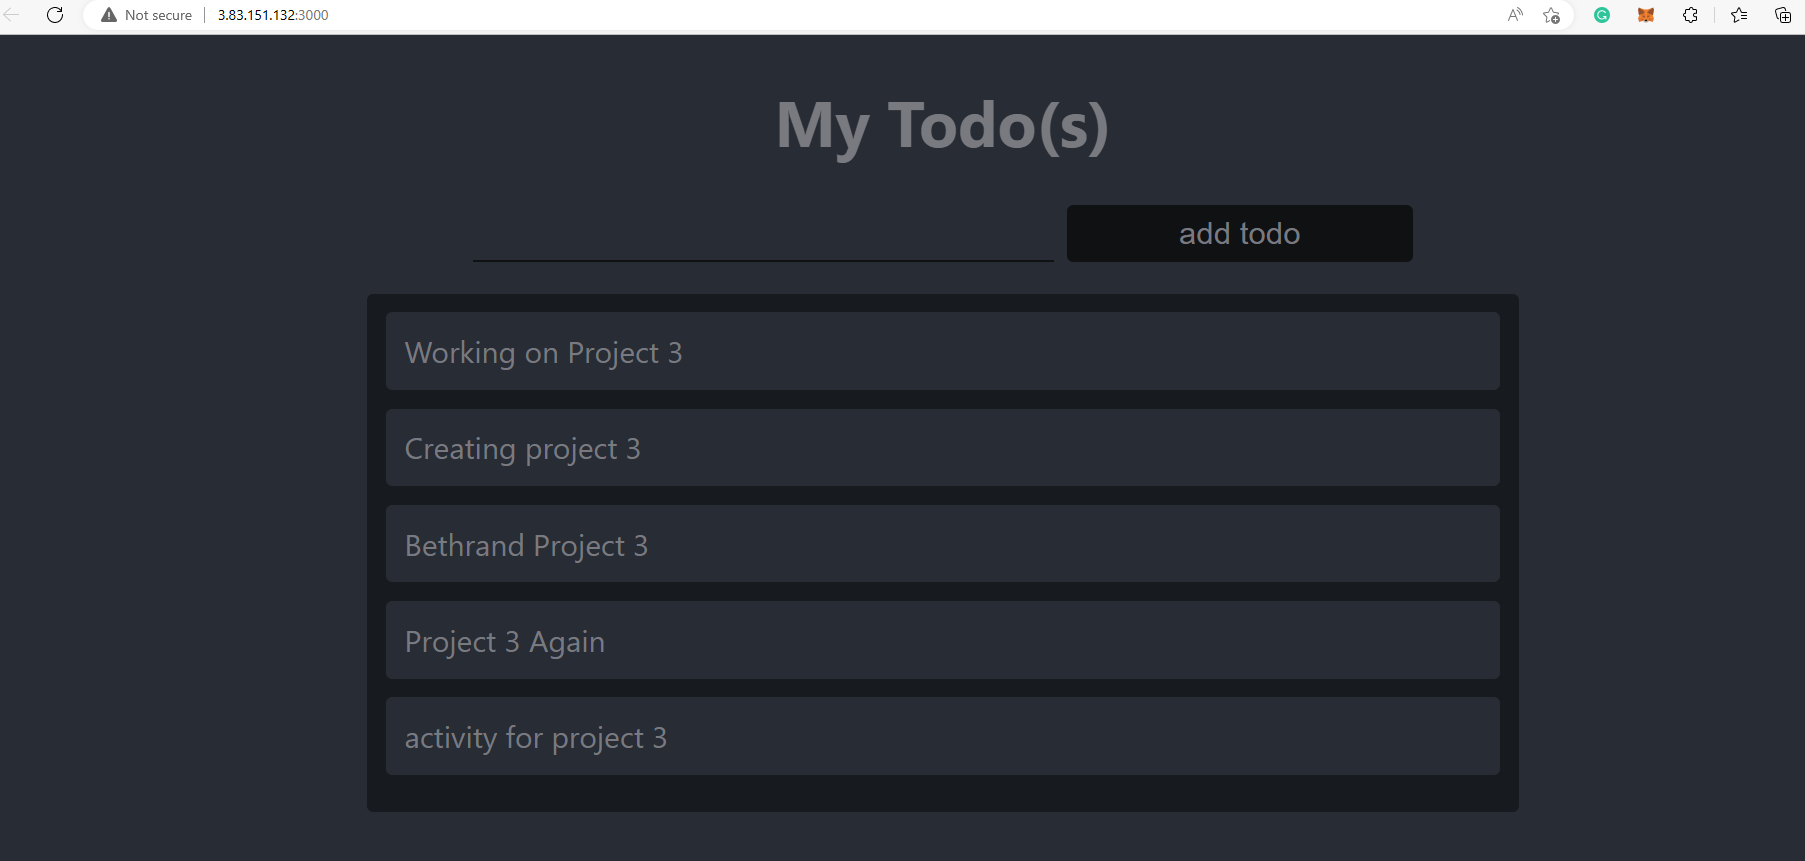 Not secure | 3.83.151.132:3000
My Todo(s)
add todo
Working on Project 3
Creating project 3
Bethrand Project 3
Project 3 Again
activity for project 3